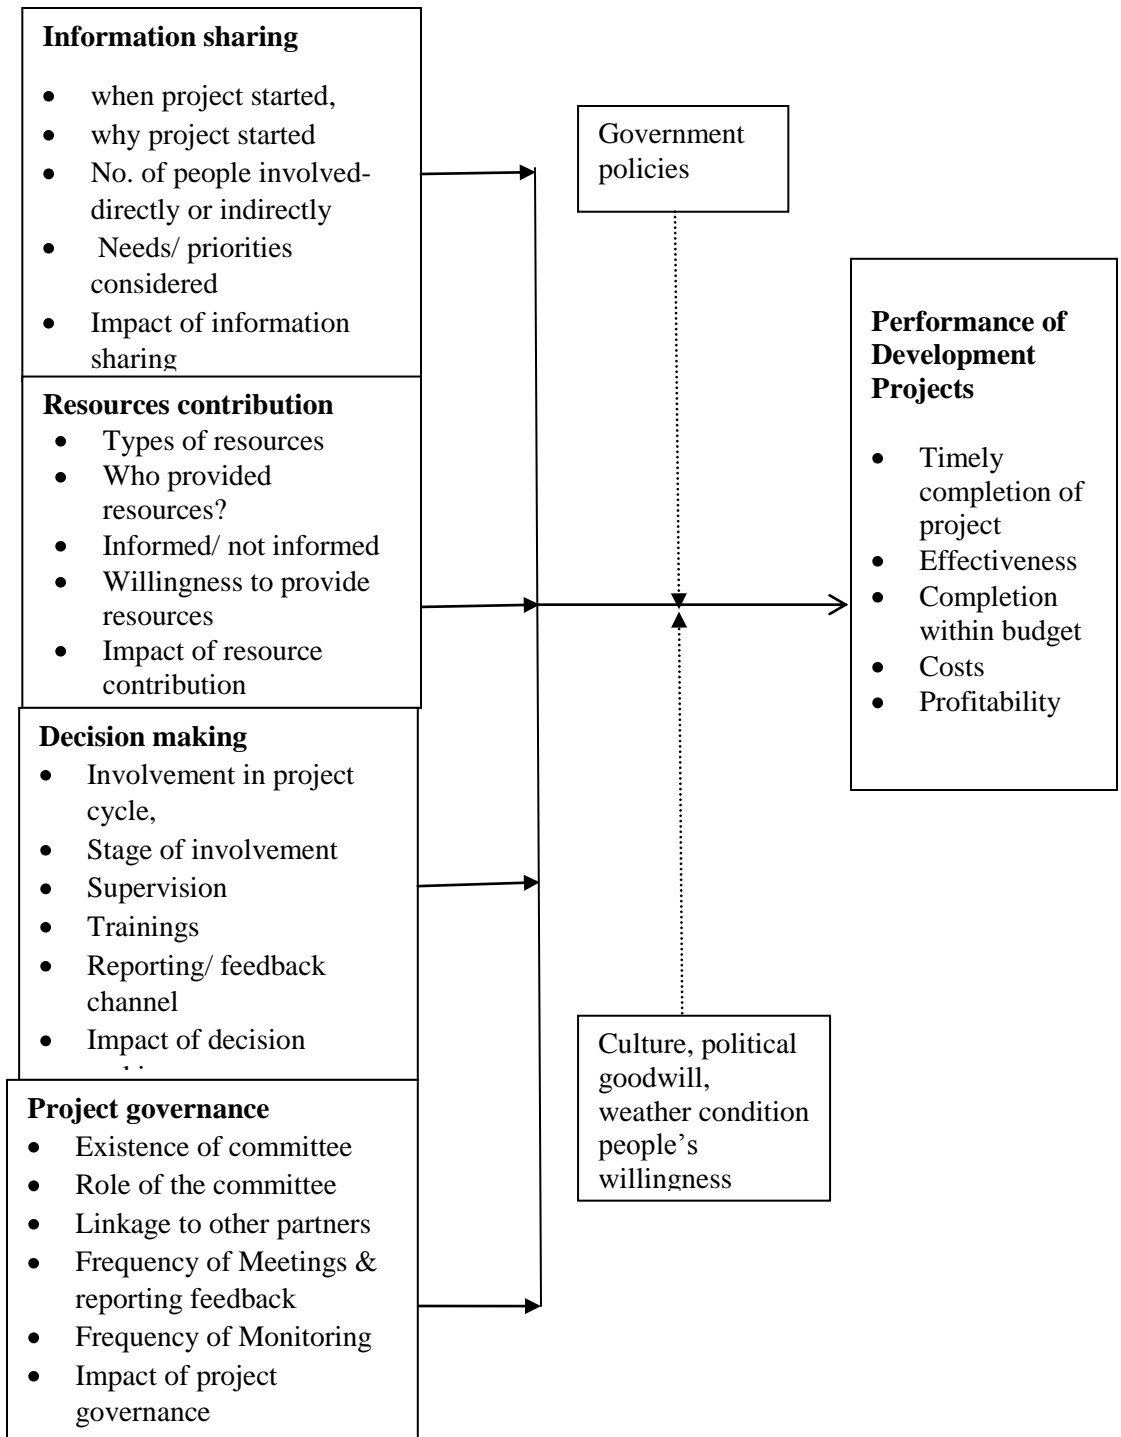 Information sharing
• when project started,
• why project started
• No. of people involved-
directly or indirectly
• Needs/ priorities
considered
• Impact of information
sharing
Resources contribution
• Types of resources
• Who provided
resources?
• Informed/ not informed
• Willingness to provide
resources
• Impact of resource
contribution
Decision making
• Involvement in project
cycle,
• Stage of involvement
• Supervision
• Trainings
• Reporting/ feedback
channel
• Impact of decision
Project governance
• Existence of committee
• Role of the committee
• Linkage to other partners
• Frequency of Meetings &
reporting feedback
• Frequency of Monitoring
• Impact of project
governance
Government
policies
Culture, political
goodwill,
weather condition
people's
willingness
Performance of
Development
Projects
• Timely
completion of
project
• Effectiveness
• Completion
within budget
• Costs
• Profitability